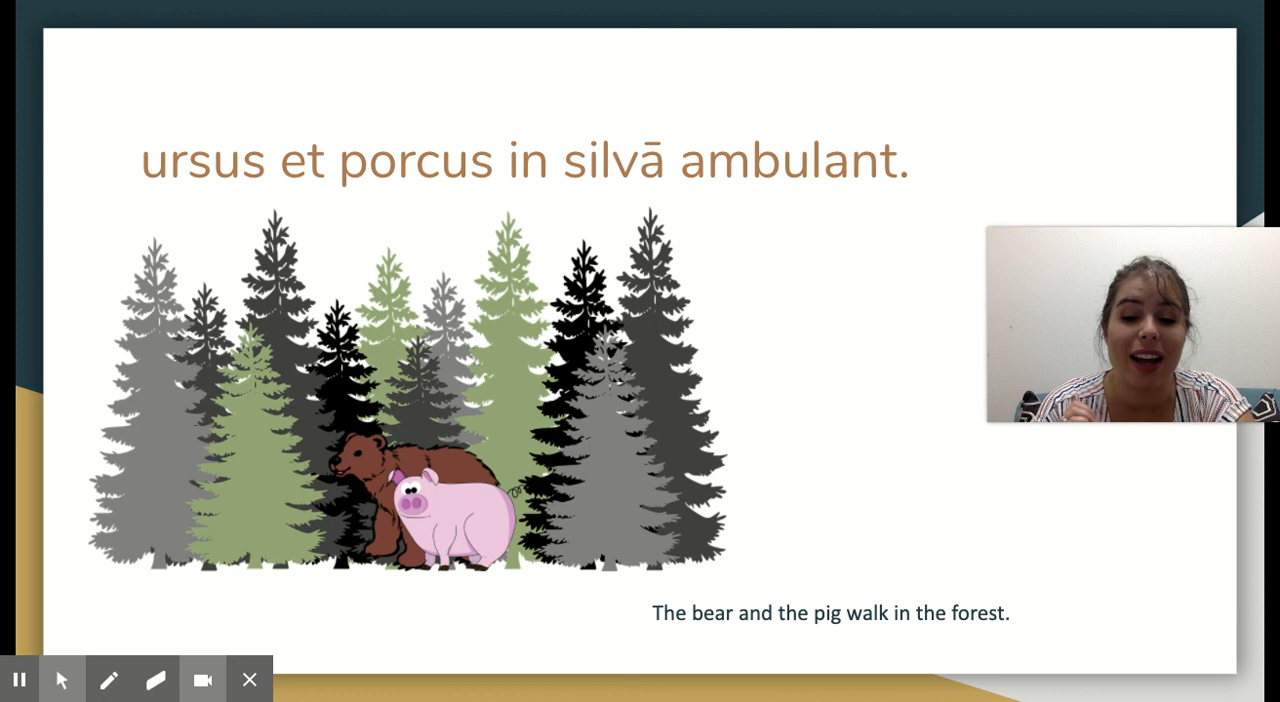 ursus et porcus in silvā ambulant.
The bear and the pig walk in the forest.